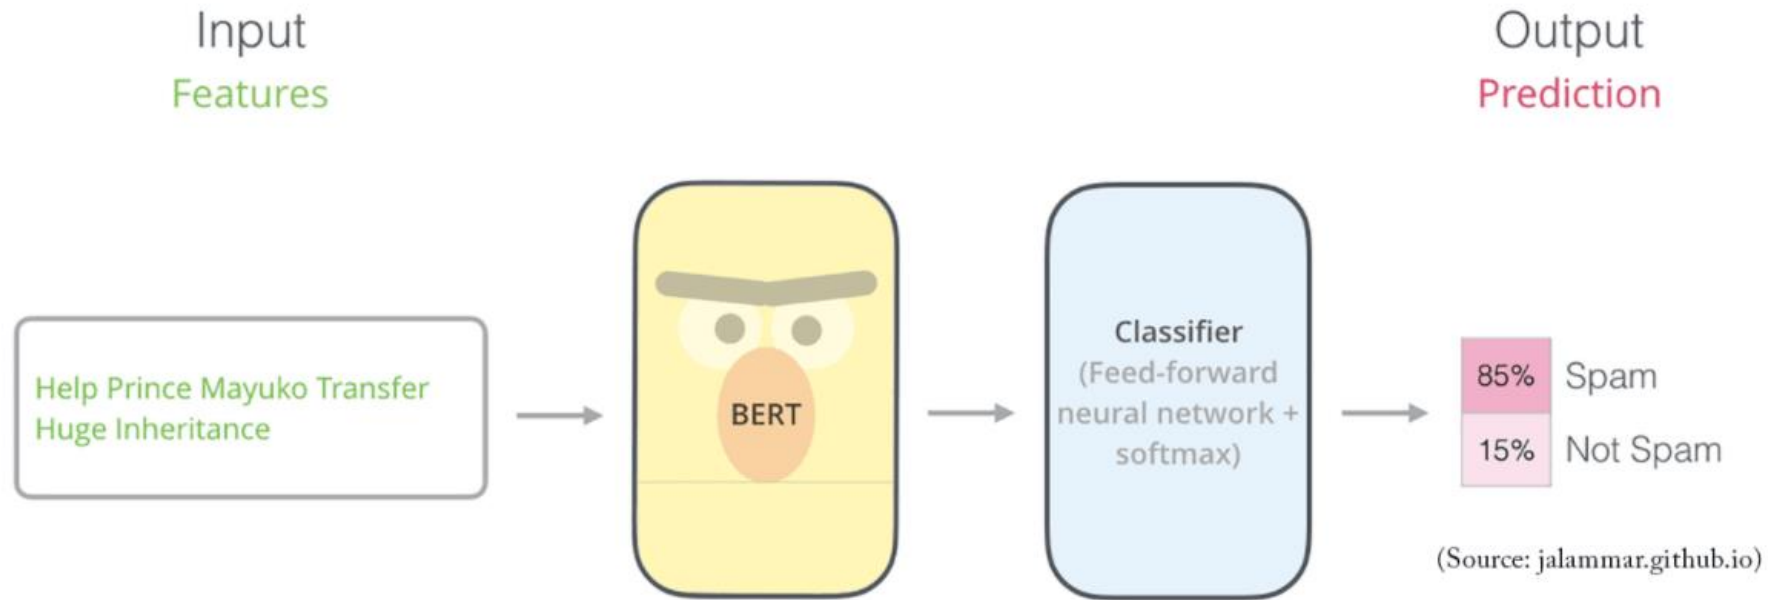 Input
Features
Output
Prediction
Help Prince Mayuko Transfer
Huge Inheritance
BERT
Classifier
(Feed-forward
neural network +
softmax)
85% Spam
15% Not Spam
(Source: jalammar.github.io)